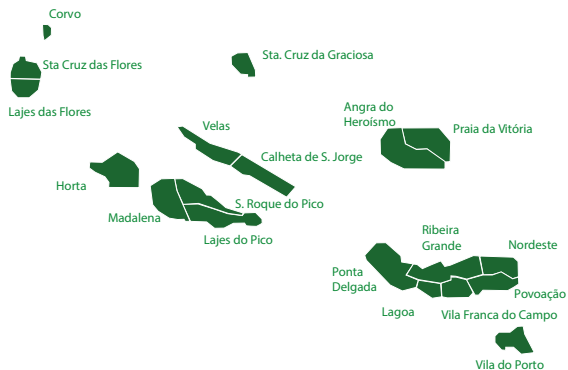 Corvo
Sta Cruz das Flores
Lajes das Flores
Sta. Cruz da Graciosa
Velas
Calheta de S. Jorge
Angra do
Heroísmo
Praia da Vitória
Horta
Madalena
S. Roque do Pico
Lajes do Pico
Ribeira
Grande
Nordeste
Ponta
Delgada
Lagoa
Vila Franca do Campo
Povoação
Vila do Porto